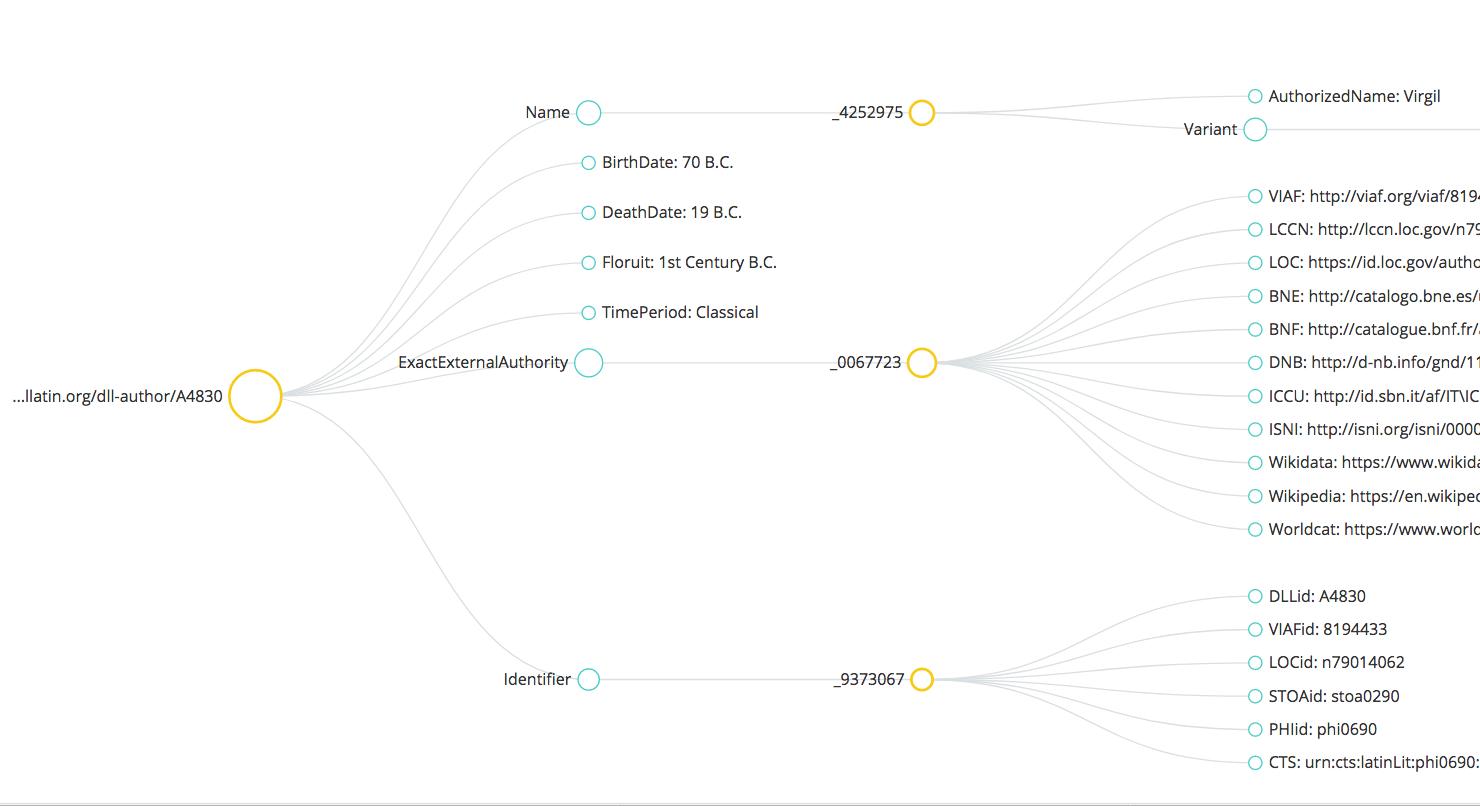 AuthorizedName: Virgil
Name
_4252975
Variant
BirthDate: 70 B.C.
VIAF: http://viaf.org/viaf/8194
DeathDate: 19 B.C.
LCCN: http://lccn.loc.gov/n79
Floruit: 1st Century B.C.
LOC: https://id.loc.gov/autho
BNE: http://catalogo.bne.es/
TimePeriod: Classical
BNF: http://catalogue.bnf.fr/
ExactExternalAuthority
_0067723
DNB: http://d-nb.info/gnd/11
...llatin.org/dll-author/A4830
ICCU: http://id.sbn.it/af/IT\IC
ISNI: http://isni.org/isni/0000
Wikidata: https://www.wikida
Wikipedia: https://en.wikiped
Worldcat: https://www.world
DLLid: A4830
VIAFid: 8194433
LOCid: n79014062
Identifier
_9373067
STOAid: stoa0290
PHIid: phi0690
CTS: urn:cts:latinLit:phi0690: